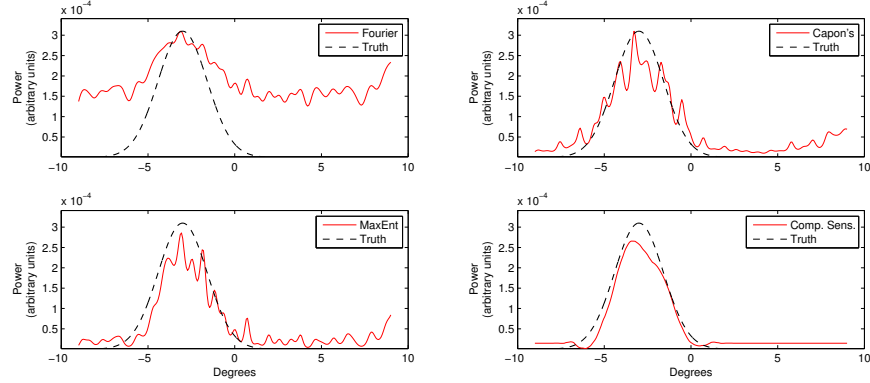 x 10⁻⁴
3
2.5
2
1.5
1
0.5
Power
(arbitrary units)
−10 −5 0 5 10
Fourier
Truth
x 10⁻⁴
3
2.5
2
1.5
1
0.5
Power
(arbitrary units)
−10 −5 0 5 10
Capon's
Truth
x 10⁻⁴
3
2.5
2
1.5
1
0.5
Power
(arbitrary units)
−10 −5 0 5 10
Degrees
MaxEnt
Truth
x 10⁻⁴
3
2.5
2
1.5
1
0.5
Power
(arbitrary units)
−10 −5 0 5 10
Degrees
Comp. Sens.
Truth